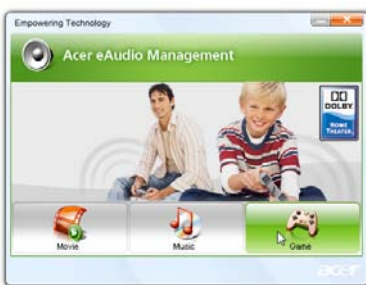 Empowering Technology
Acer eAudio Management
DOLBY
HOME
THEATER
Movie
Music
Game
acer